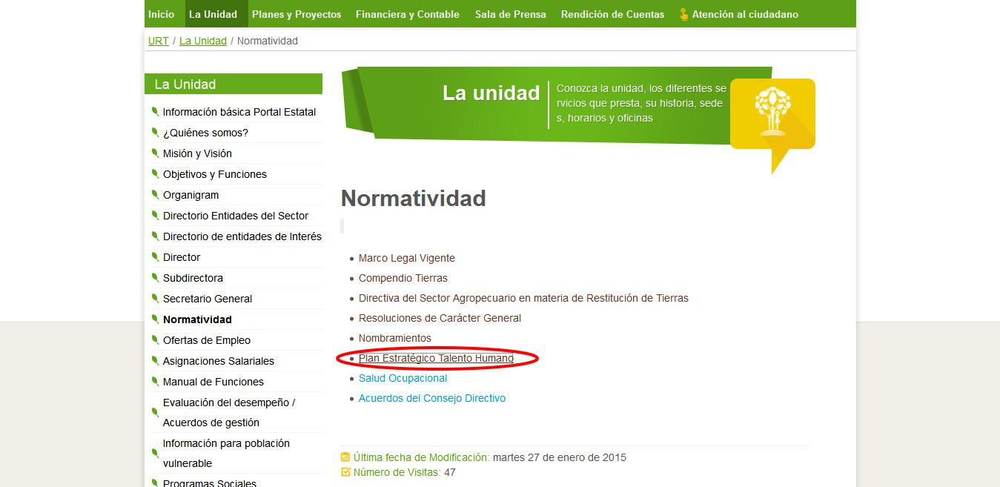 Inicio La Unidad Planes y Proyectos Financiera y Contable Sala de Prensa Rendición de Cuentas Atención al ciudadano
URT / La Unidad / Normatividad
La Unidad
Información básica Portal Estatal
¿Quiénes somos?
Misión y Visión
Objetivos y Funciones
Organigram
Directorio Entidades del Sector
Directorio de entidades de Interés
Director
Subdirectora
Secretario General
Normatividad
Ofertas de Empleo
Asignaciones Salariales
Manual de Funciones
Evaluación del desempeño /
Acuerdos de gestión
Información para población
vulnerable
Programas Sociales
La unidad
Conozca la unidad, los diferentes se
rvicios que presta, su historia, sede
s, horarios y oficinas
Normatividad
Marco Legal Vigente
Compendio Tierras
Directiva del Sector Agropecuario en materia de Restitución de Tierras
Resoluciones de Carácter General
Nombramientos
Plan Estratégico Talento Humano
Salud Ocupacional
Acuerdos del Consejo Directivo
Última fecha de Modificación: martes 27 de enero de 2015
Número de Visitas: 47